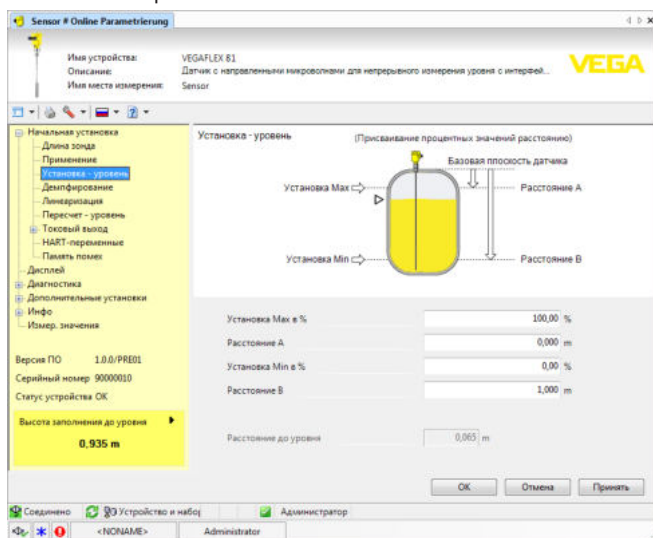 Sensor # Online Parametrierung
Имя устройства: VEGAFLEX 81
Описание: Датчик с направленными микроволнами для непрерывного измерения уровня с интерфей...
Имя места измерения: Sensor
VEGA
Начальная установка
Длина зонда
Применение
Установка - уровень
Демпфирование
Линеаризация
Пересчет - уровень
Токовый выход
HART-переменные
Память помех
Дисплей
Диагностика
Дополнительные установки
Инфо
Измер. значения
Версия ПО 1.0.0/PRE01
Серийный номер 90000010
Статус устройства OK
Высота заполнения до уровня
0,935 m
Установка - уровень
(Присваивание процентных значений расстоянию)
Базовая плоскость датчика
Установка Max
Расстояние A
Установка Min
Расстояние B
Установка Max в % 100,00 %
Расстояние A 0,000 m
Установка Min в % 0,00 %
Расстояние B 1,000 m
Расстояние до уровня 0,065 m
OK Отмена Принять
Соединено Устройство и набор Администратор
<NONAME> Administrator